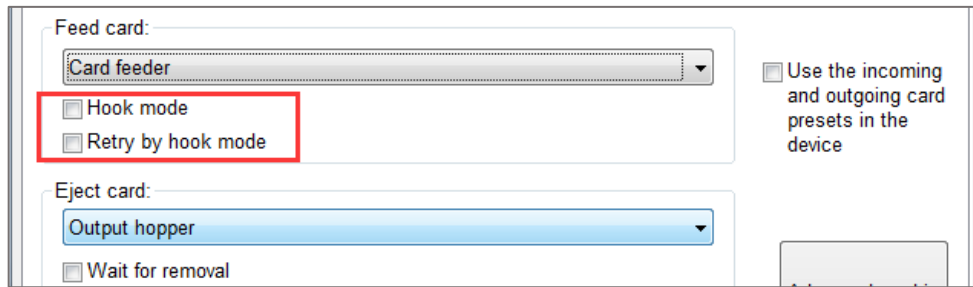 Feed card:
Card feeder
Hook mode
Retry by hook mode
Use the incoming
and outgoing card
presets in the
device
Eject card:
Output hopper
Wait for removal